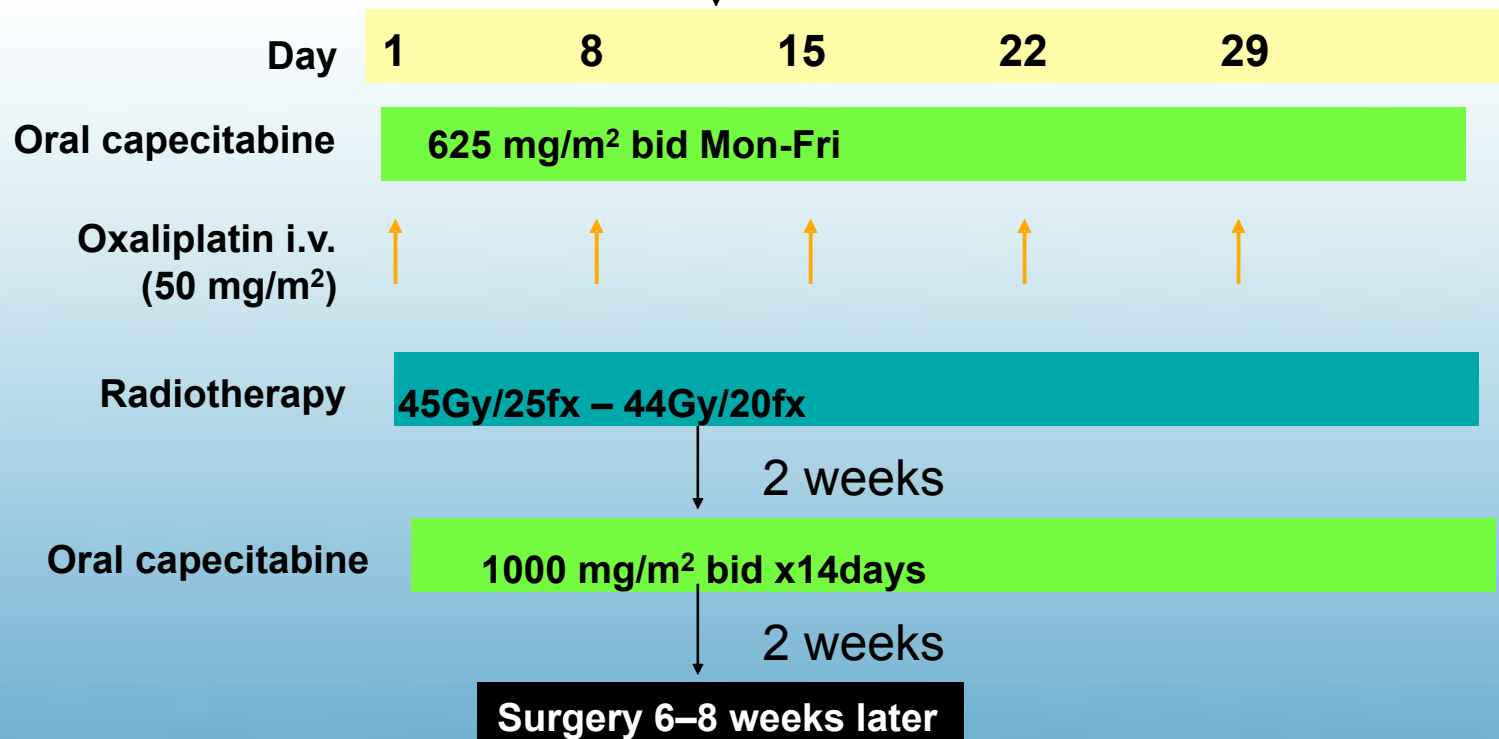 Day 1 8 15 22 29
Oral capecitabine 625 mg/m² bid Mon-Fri
Oxaliplatin i.v.
(50 mg/m²)
Radiotherapy 45Gy/25fx – 44Gy/20fx
2 weeks
Oral capecitabine 1000 mg/m² bid x14days
2 weeks
Surgery 6–8 weeks later